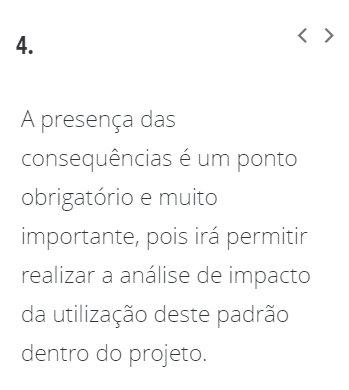 4.
A presença das
consequências é um ponto
obrigatório e muito
importante, pois irá permitir
realizar a análise de impacto
da utilização deste padrão
dentro do projeto.